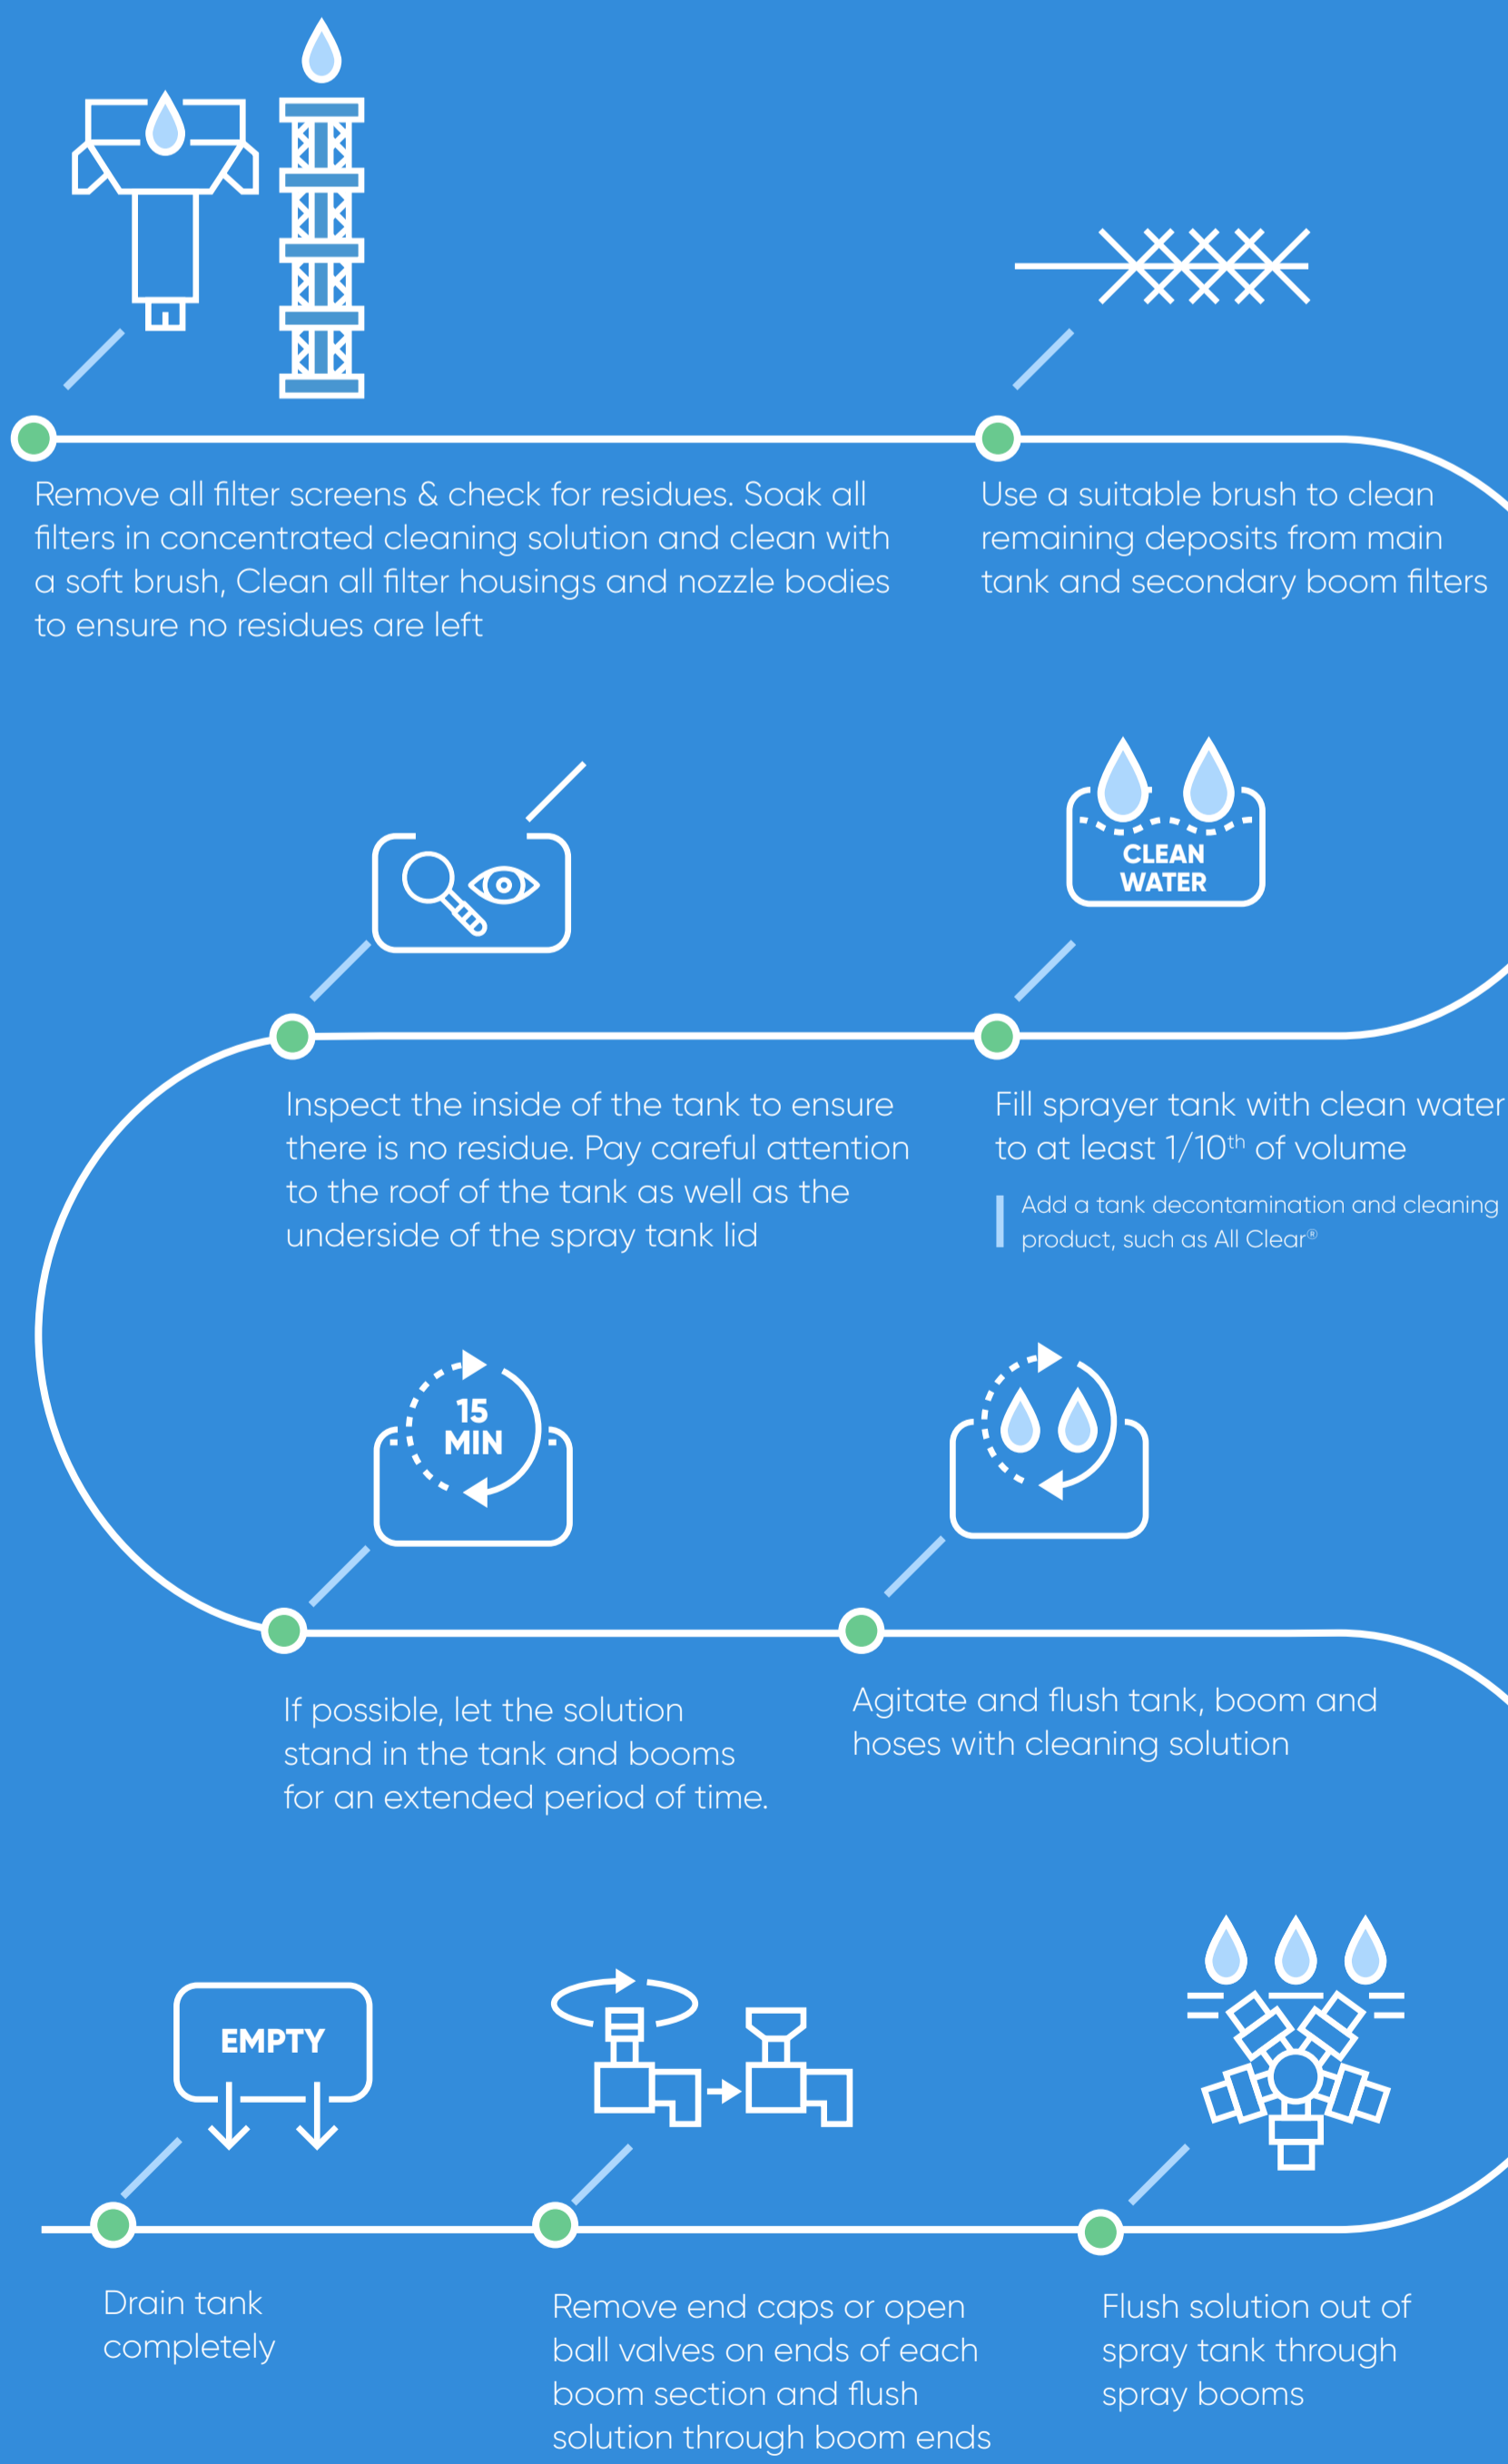 Remove all filter screens & check for residues. Soak all
filters in concentrated cleaning solution and clean with
a soft brush, Clean all filter housings and nozzle bodies
to ensure no residues are left
Use a suitable brush to clean
remaining deposits from main
tank and secondary boom filters
CLEAN
WATER
Fill sprayer tank with clean water
to at least 1/10th of volume
Add a tank decontamination and cleaning
product, such as All Clear®
Inspect the inside of the tank to ensure
there is no residue. Pay careful attention
to the roof of the tank as well as the
underside of the spray tank lid
15
MIN
If possible, let the solution
stand in the tank and booms
for an extended period of time.
Agitate and flush tank, boom and
hoses with cleaning solution
Flush solution out of
spray tank through
spray booms
Remove end caps or open
ball valves on ends of each
boom section and flush
solution through boom ends
EMPTY
Drain tank
completely